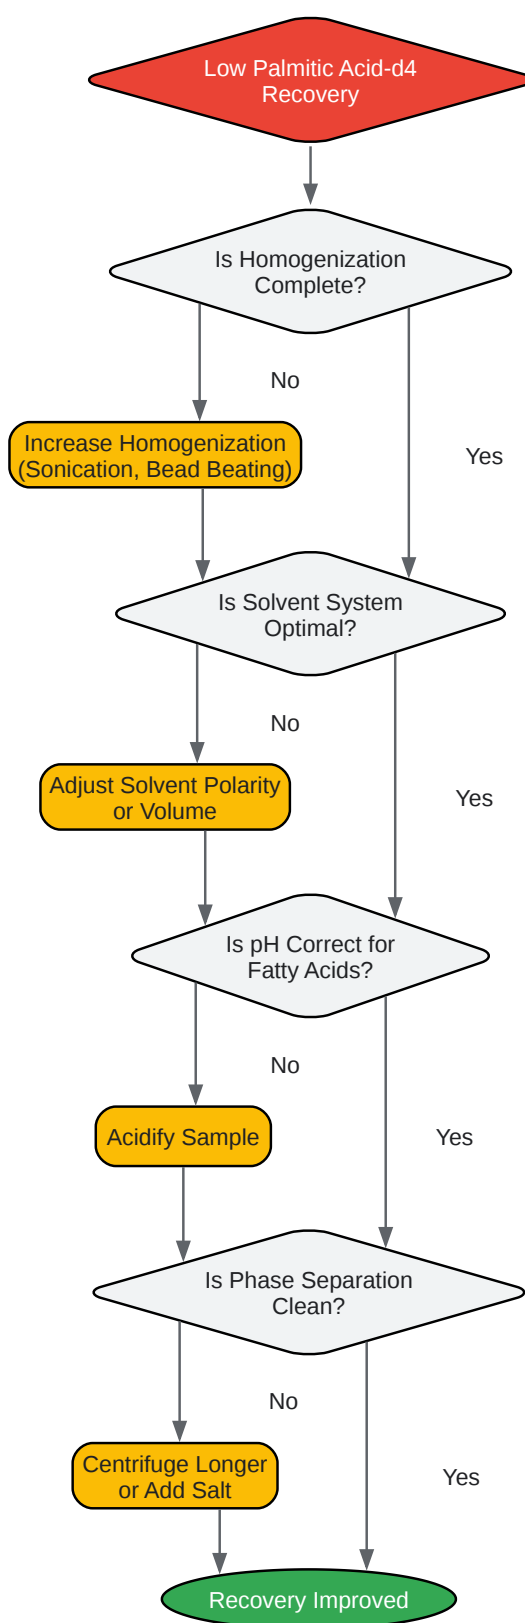 Low Palmitic Acid-d4
Recovery
Is Homogenization
Complete?
No
Increase Homogenization
(Sonication, Bead Beating)
Yes
Is Solvent System
Optimal?
No
Adjust Solvent Polarity
or Volume
Yes
Is pH Correct for
Fatty Acids?
No
Acidify Sample
Yes
Is Phase Separation
Clean?
No
Centrifuge Longer
or Add Salt
Yes
Recovery Improved